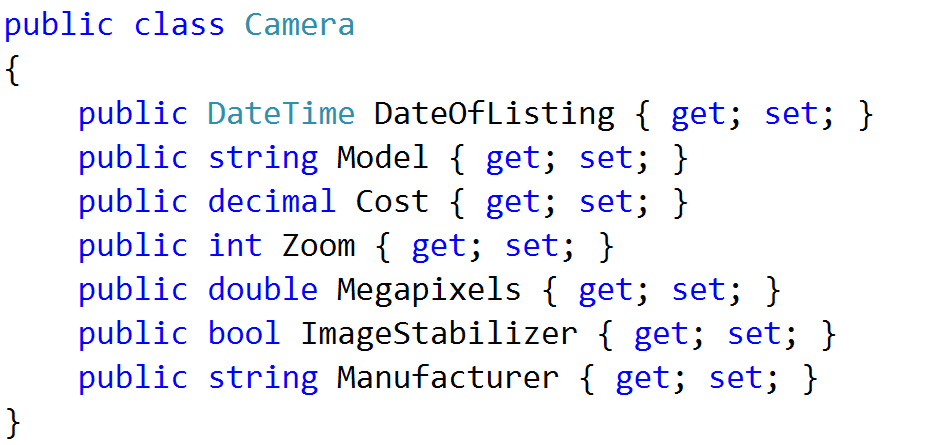 public class Camera
{
    public DateTime DateOfListing { get; set; }
    public string Model { get; set; }
    public decimal Cost { get; set; }
    public int Zoom { get; set; }
    public double Megapixels { get; set; }
    public bool ImageStabilizer { get; set; }
    public string Manufacturer { get; set; }
}